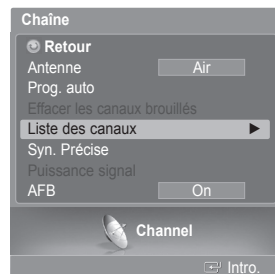 Chaîne
Retour
Antenne Air
Prog. auto
Effacer les canaux brouillés
Liste des canaux
Syn. Précise
Puissance signal
AFB On
Channel
Intro.